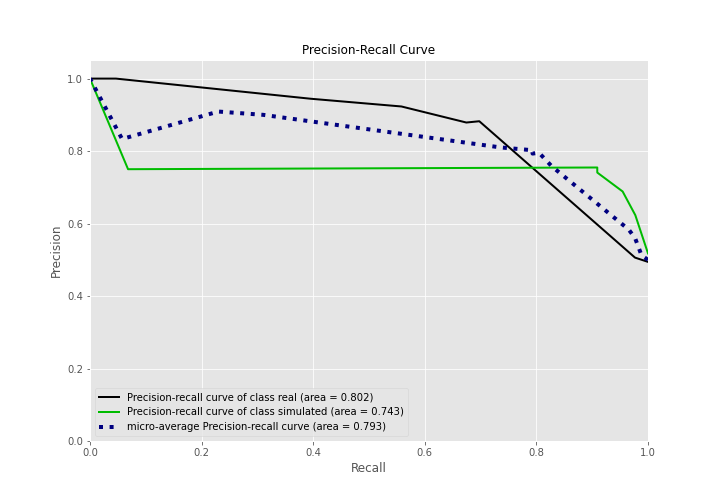 Precision-Recall Curve
1.0
0.8
0.6
0.4
0.2
0.0
Precision
Precision-recall curve of class real (area = 0.802)
Precision-recall curve of class simulated (area = 0.743)
micro-average Precision-recall curve (area = 0.793)
0.0 0.2 0.4 0.6 0.8 1.0
Recall